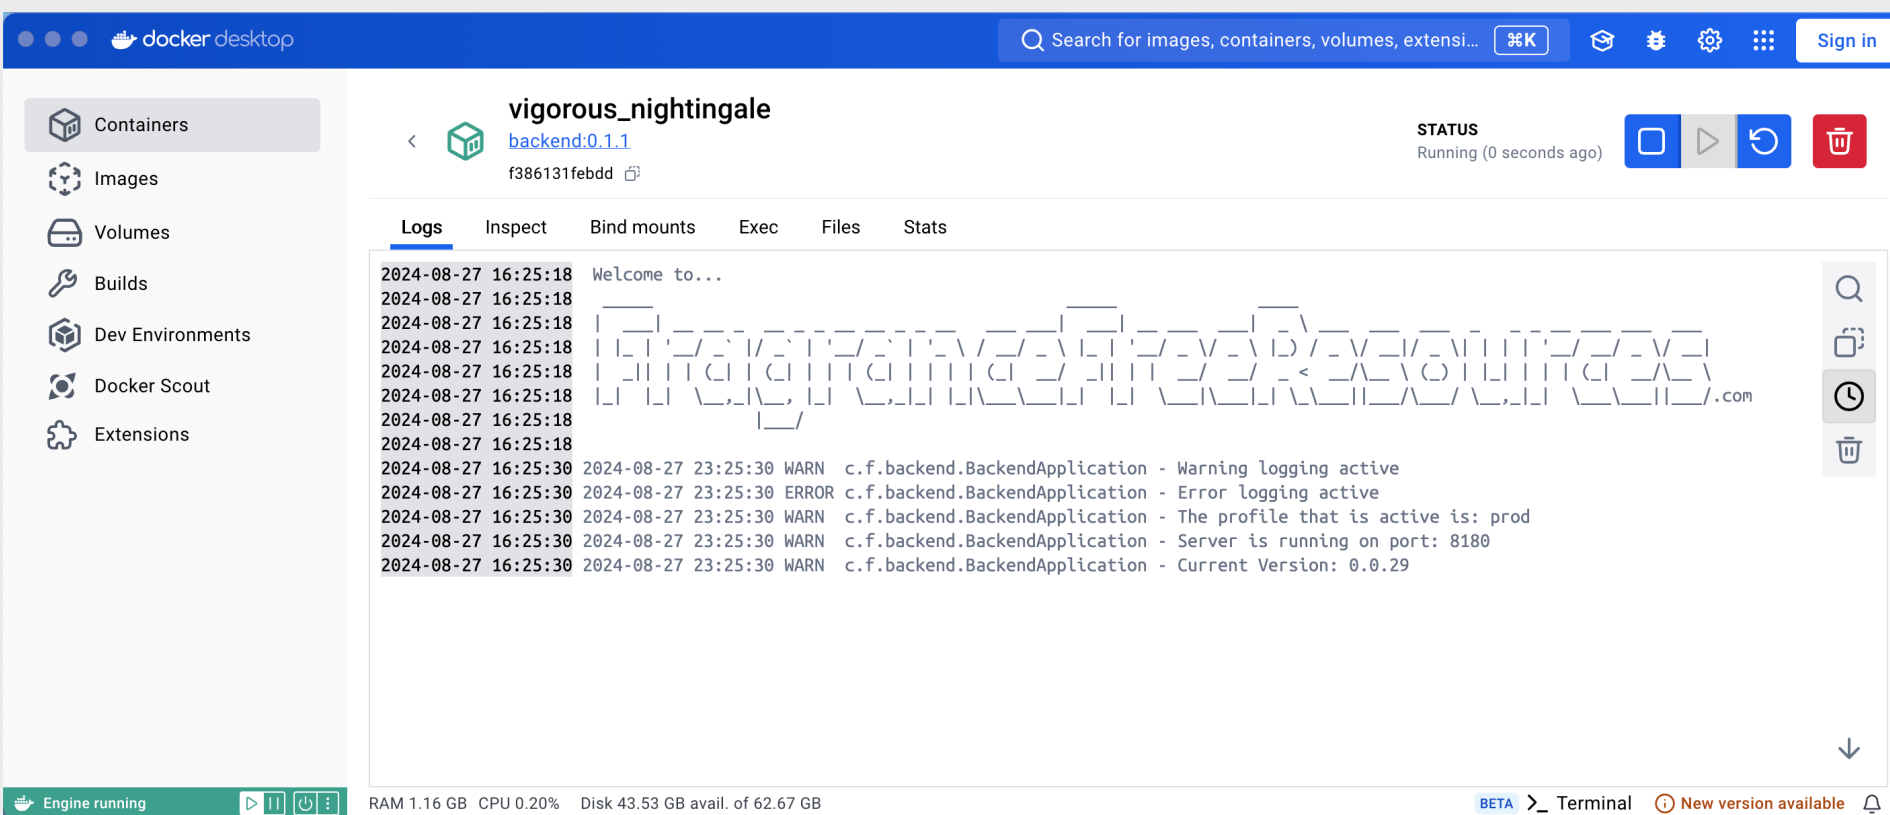 docker desktop
Search for images, containers, volumes, extensi... ⌘K
Sign in
Containers
Images
Volumes
Builds
Dev Environments
Docker Scout
Extensions
vigorous_nightingale
backend:0.1.1
f386131febdd
STATUS
Running (0 seconds ago)
Logs Inspect Bind mounts Exec Files Stats
2024-08-27 16:25:18 Welcome to...
2024-08-27 16:25:18
2024-08-27 16:25:18
2024-08-27 16:25:18
2024-08-27 16:25:18 FragranceFreeResources
2024-08-27 16:25:18 .com
2024-08-27 16:25:18
2024-08-27 16:25:18
2024-08-27 16:25:30 2024-08-27 23:25:30 WARN  c.f.backend.BackendApplication - Warning logging active
2024-08-27 16:25:30 2024-08-27 23:25:30 ERROR c.f.backend.BackendApplication - Error logging active
2024-08-27 16:25:30 2024-08-27 23:25:30 WARN  c.f.backend.BackendApplication - The profile that is active is: prod
2024-08-27 16:25:30 2024-08-27 23:25:30 WARN  c.f.backend.BackendApplication - Server is running on port: 8180
2024-08-27 16:25:30 2024-08-27 23:25:30 WARN  c.f.backend.BackendApplication - Current Version: 0.0.29
Engine running
RAM 1.16 GB CPU 0.20% Disk 43.53 GB avail. of 62.67 GB
BETA >_ Terminal
New version available